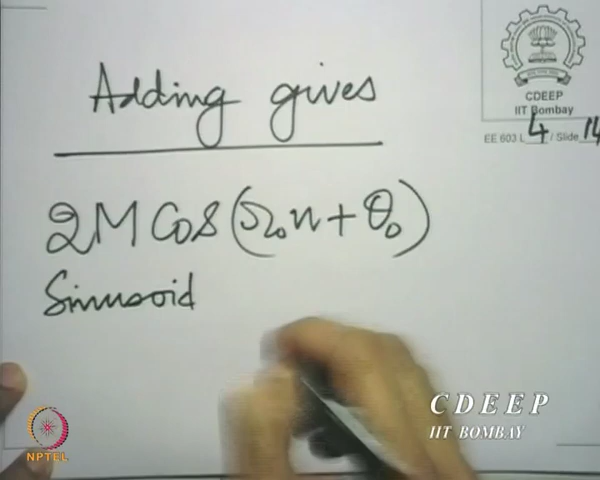 CDEEP
IIT Bombay
EE 603 L 4 / Slide 14
Adding gives
2M Cos(Ω₀n + θ₀)
Sinusoid
CDEEP
IIT BOMBAY
NPTEL